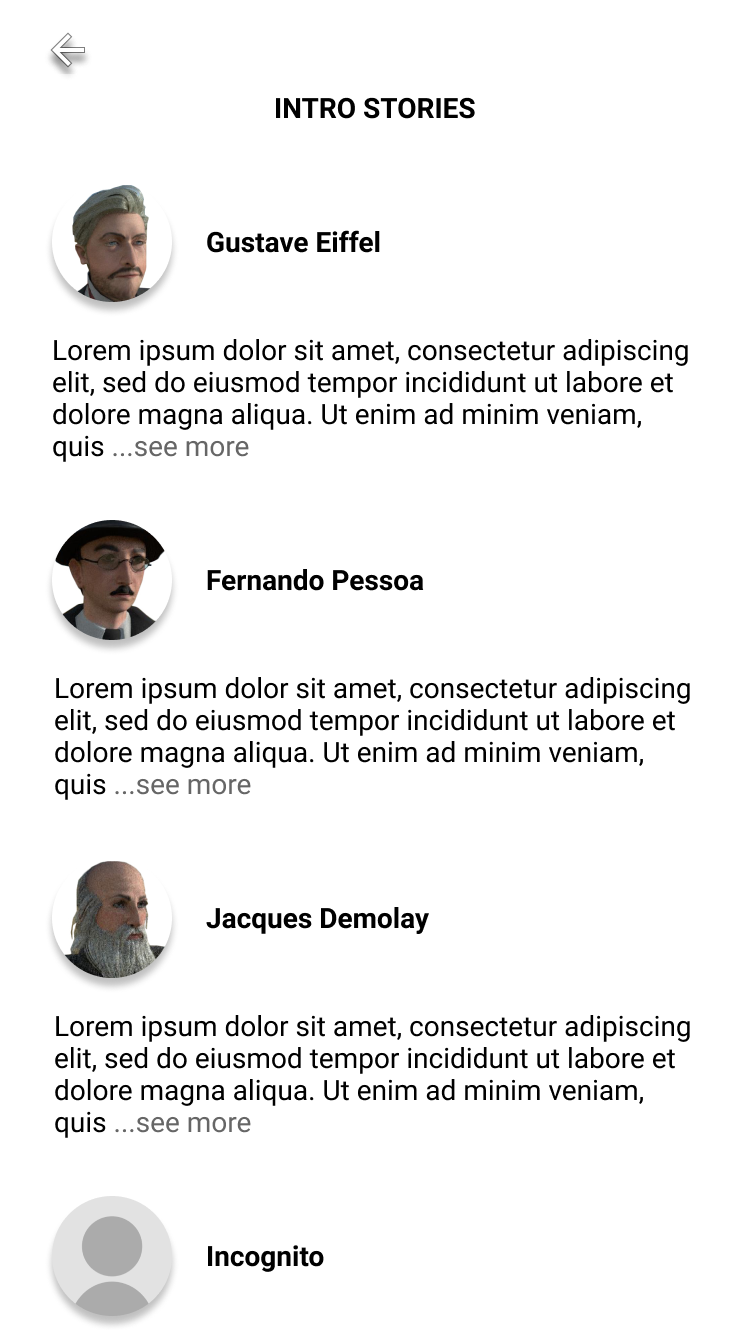 INTRO STORIES
Gustave Eiffel
Lorem ipsum dolor sit amet, consectetur adipiscing
elit, sed do eiusmod tempor incididunt ut labore et
dolore magna aliqua. Ut enim ad minim veniam,
quis ...see more
Fernando Pessoa
Lorem ipsum dolor sit amet, consectetur adipiscing
elit, sed do eiusmod tempor incididunt ut labore et
dolore magna aliqua. Ut enim ad minim veniam,
quis ...see more
Jacques Demolay
Lorem ipsum dolor sit amet, consectetur adipiscing
elit, sed do eiusmod tempor incididunt ut labore et
dolore magna aliqua. Ut enim ad minim veniam,
quis ...see more
Incognito